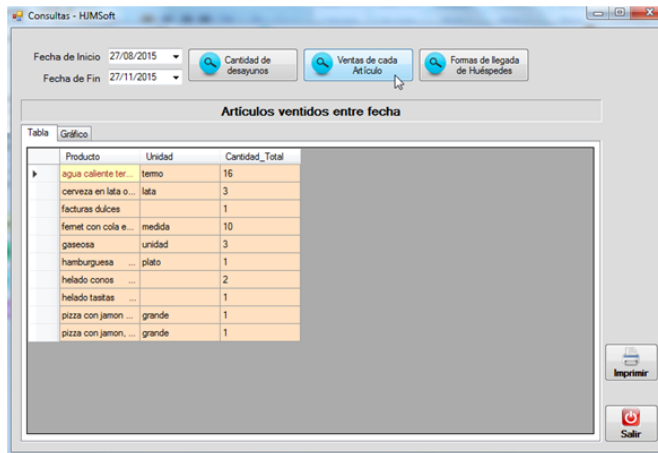 Consultas - HJMSoft
Fecha de Inicio 27/08/2015
Fecha de Fin 27/11/2015
Cantidad de
desayunos
Ventas de cada
Artículo
Formas de llegada
de Huéspedes
Artículos ventidos entre fecha
Tabla Gráfico
Producto Unidad Cantidad_Total
agua caliente ter... termo 16
cerveza en lata o... lata 3
facturas dulces 1
fernet con cola e... medida 10
gaseosa unidad 3
hamburguesa ... plato 1
helado conos ... 2
helado tasitas ... 1
pizza con jamon ... grande 1
pizza con jamon, ... grande 1
Imprimir
Salir